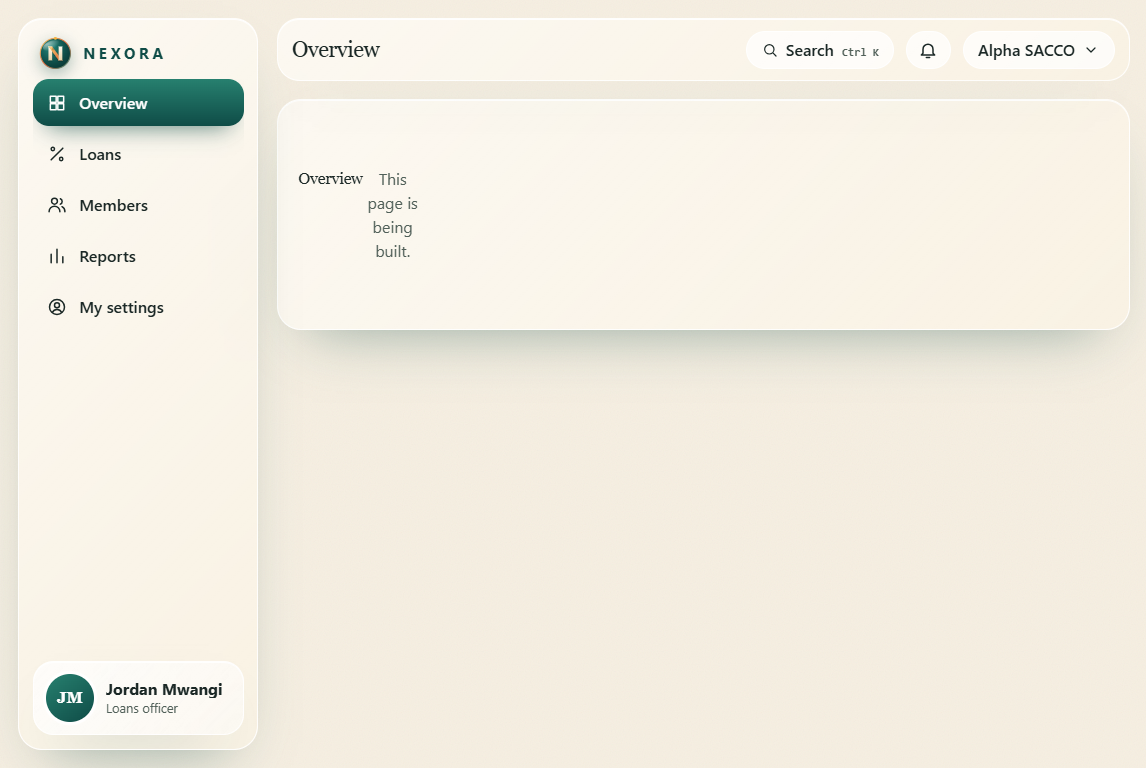 NEXORA
Overview
Loans
Members
Reports
My settings
JM
Jordan Mwangi
Loans officer
Overview
Search Ctrl K
Alpha SACCO
Overview
This
page is
being
built.